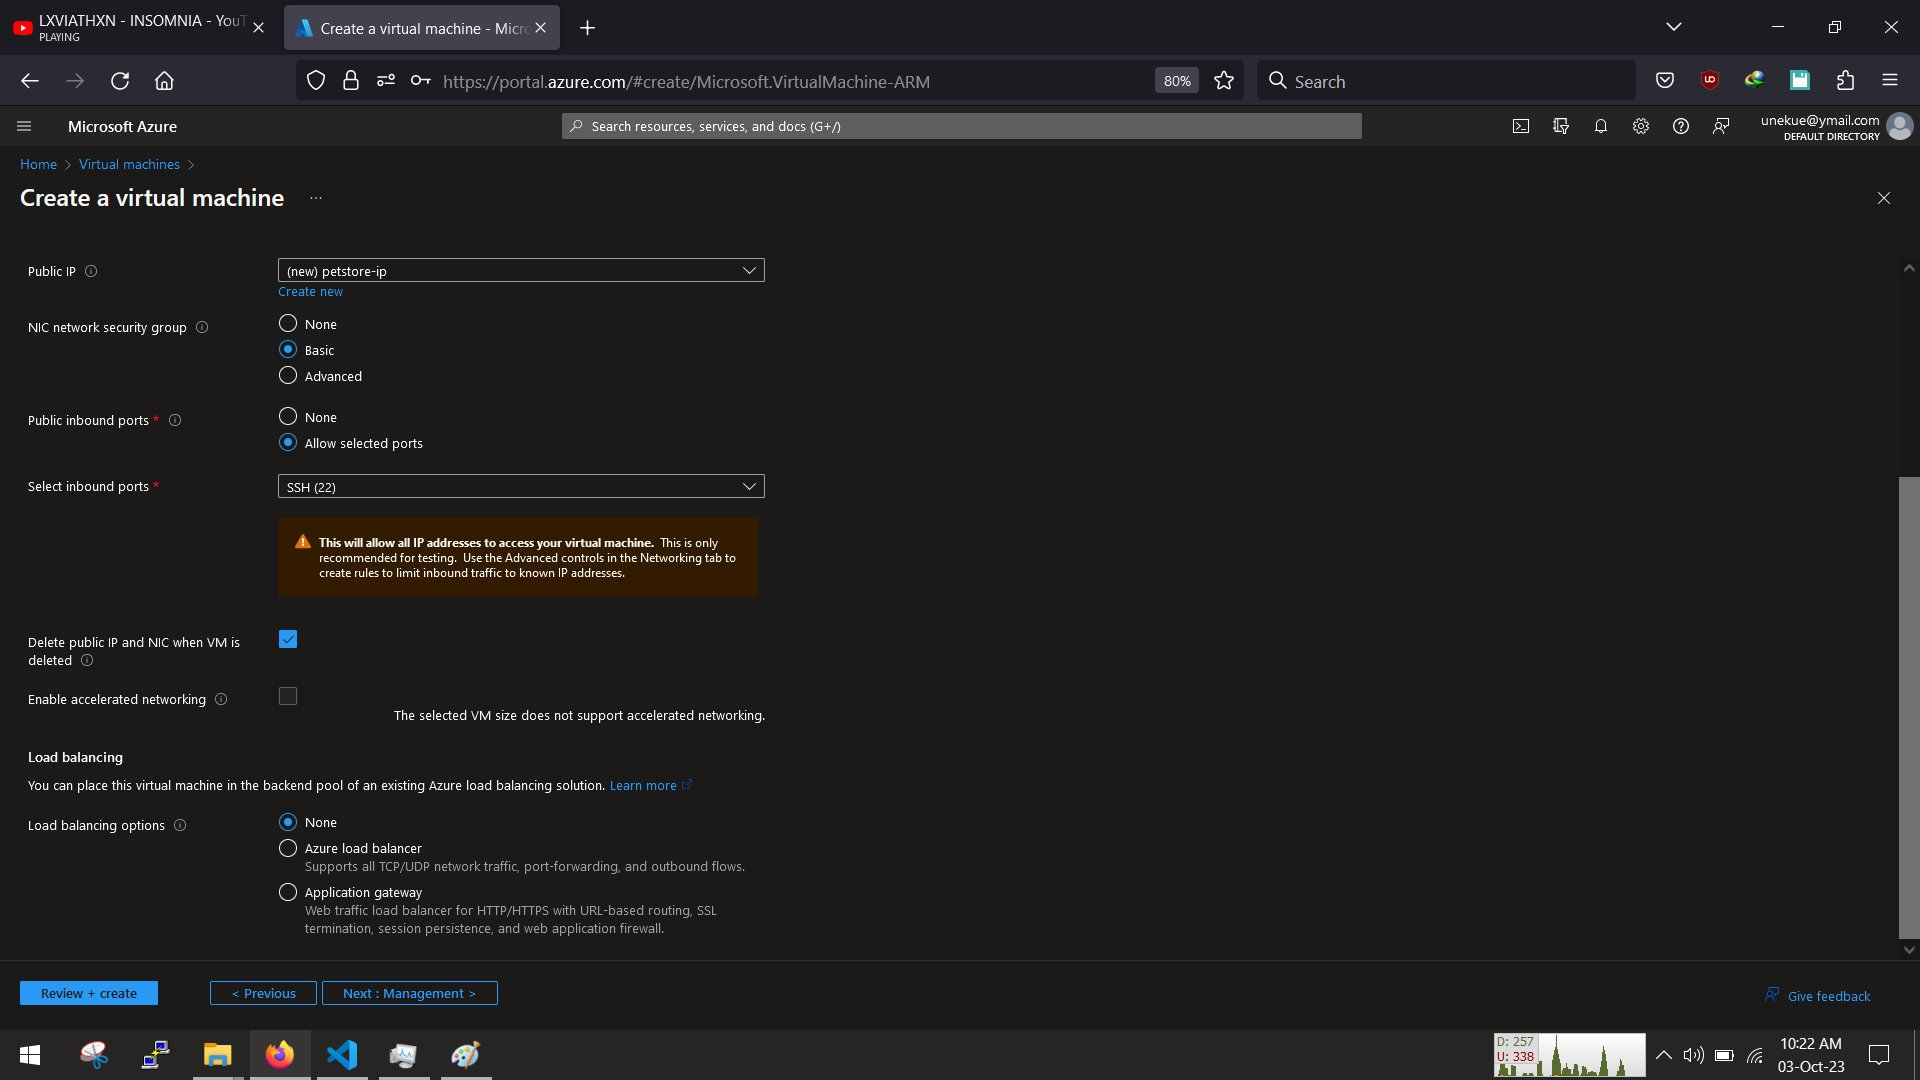 LXVIATHXN - INSOMNIA - YouT
PLAYING
Create a virtual machine - Micro
https://portal.azure.com/#create/Microsoft.VirtualMachine-ARM
80%
Search
Microsoft Azure
Search resources, services, and docs (G+/)
unekue@ymail.com
DEFAULT DIRECTORY
Home > Virtual machines >
Create a virtual machine ...
Public IP
(new) petstore-ip
Create new
NIC network security group
None
Basic
Advanced
Public inbound ports *
None
Allow selected ports
Select inbound ports *
SSH (22)
This will allow all IP addresses to access your virtual machine. This is only
recommended for testing. Use the Advanced controls in the Networking tab to
create rules to limit inbound traffic to known IP addresses.
Delete public IP and NIC when VM is
deleted
Enable accelerated networking
The selected VM size does not support accelerated networking.
Load balancing
You can place this virtual machine in the backend pool of an existing Azure load balancing solution. Learn more
Load balancing options
None
Azure load balancer
Supports all TCP/UDP network traffic, port-forwarding, and outbound flows.
Application gateway
Web traffic load balancer for HTTP/HTTPS with URL-based routing, SSL
termination, session persistence, and web application firewall.
Review + create
< Previous
Next : Management >
Give feedback
D: 257
U: 338
10:22 AM
03-Oct-23